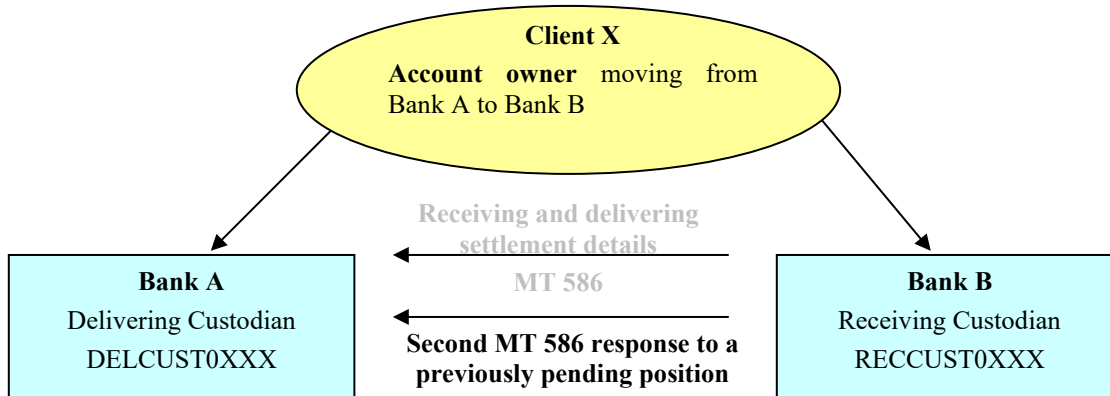 Client X
Account owner moving from
Bank A to Bank B
Receiving and delivering
settlement details
MT 586
Bank A
Delivering Custodian
DELCUST0XXX
Second MT 586 response to a
previously pending position
Bank B
Receiving Custodian
RECCUST0XXX